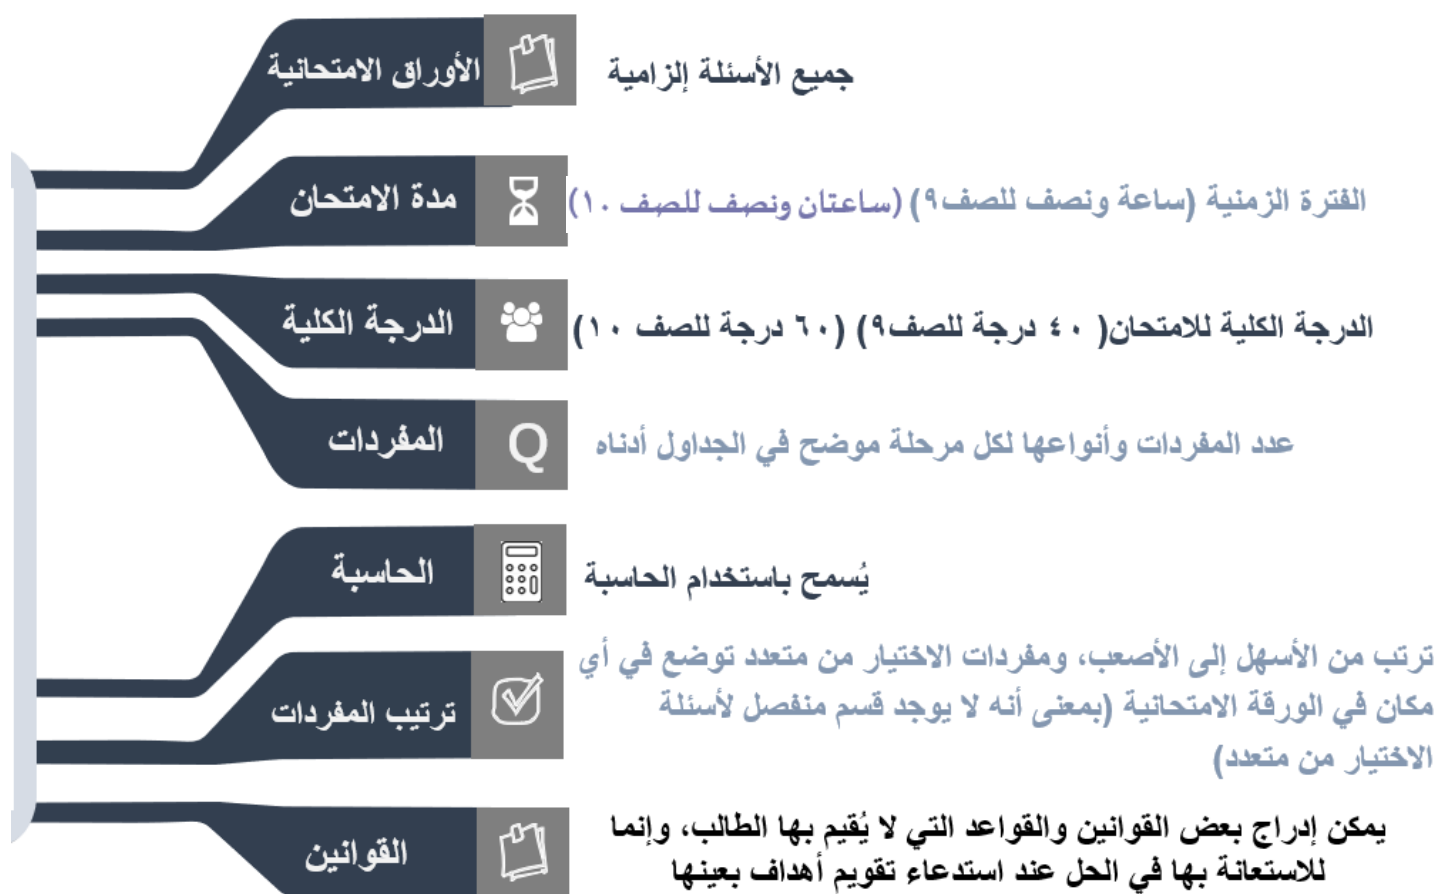 الأوراق الامتحانية
جميع الأسئلة إلزامية
مدة الامتحان
الفترة الزمنية (ساعة ونصف للصف٩) (ساعتان ونصف للصف ١٠)
الدرجة الكلية
الدرجة الكلية للامتحان( ٤٠ درجة للصف٩) (٦٠ درجة للصف ١٠)
المفردات
Q
عدد المفردات وأنواعها لكل مرحلة موضح في الجداول أدناه
الحاسبة
يُسمح باستخدام الحاسبة
ترتيب المفردات
ترتب من الأسهل إلى الأصعب، ومفردات الاختيار من متعدد توضع في أي
مكان في الورقة الامتحانية (بمعنى أنه لا يوجد قسم منفصل لأسئلة
الاختيار من متعدد)
القوانين
يمكن إدراج بعض القوانين والقواعد التي لا يُقيم بها الطالب، وإنما
للاستعانة بها في الحل عند استدعاء تقويم أهداف بعينها